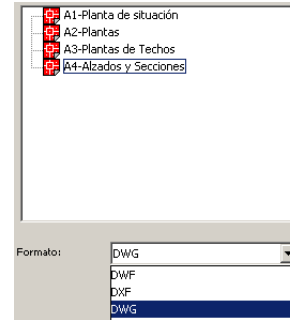 A1-Planta de situación
A2-Plantas
A3-Plantas de Techos
A4-Alzados y Secciones
Formato: DWG
DWF
DXF
DWG